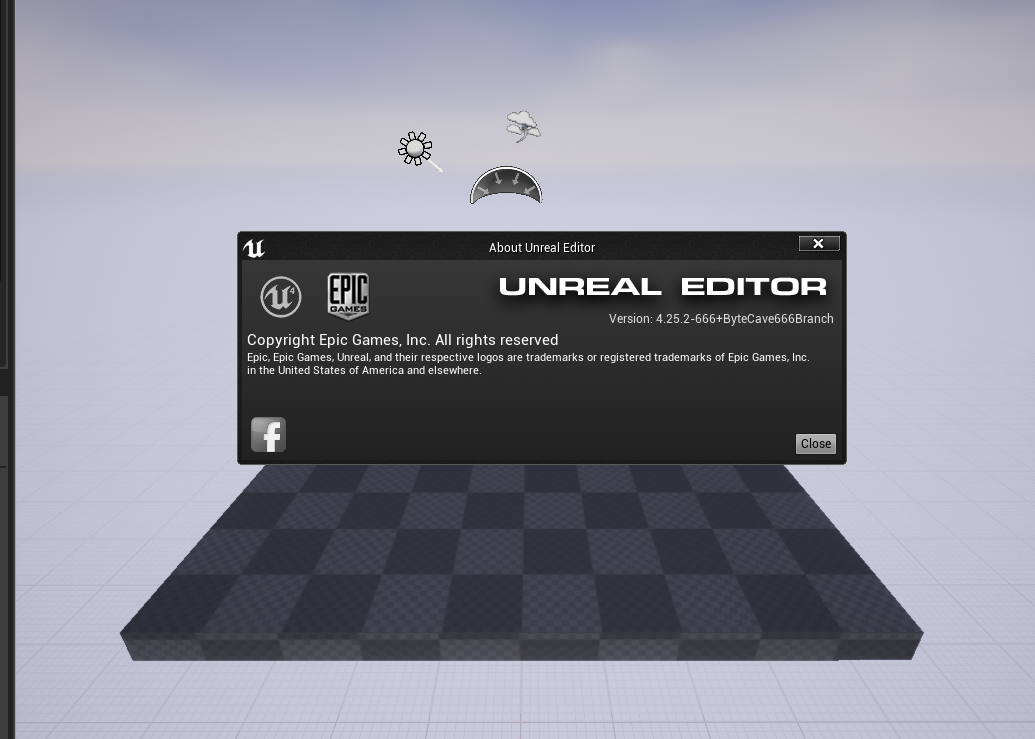 About Unreal Editor
4
EPIC
GAMES
UNREAL EDITOR
Version: 4.25.2-666+ByteCave666Branch
Copyright Epic Games, Inc. All rights reserved
Epic, Epic Games, Unreal, and their respective logos are trademarks or registered trademarks of Epic Games, Inc.
in the United States of America and elsewhere.
f
Close